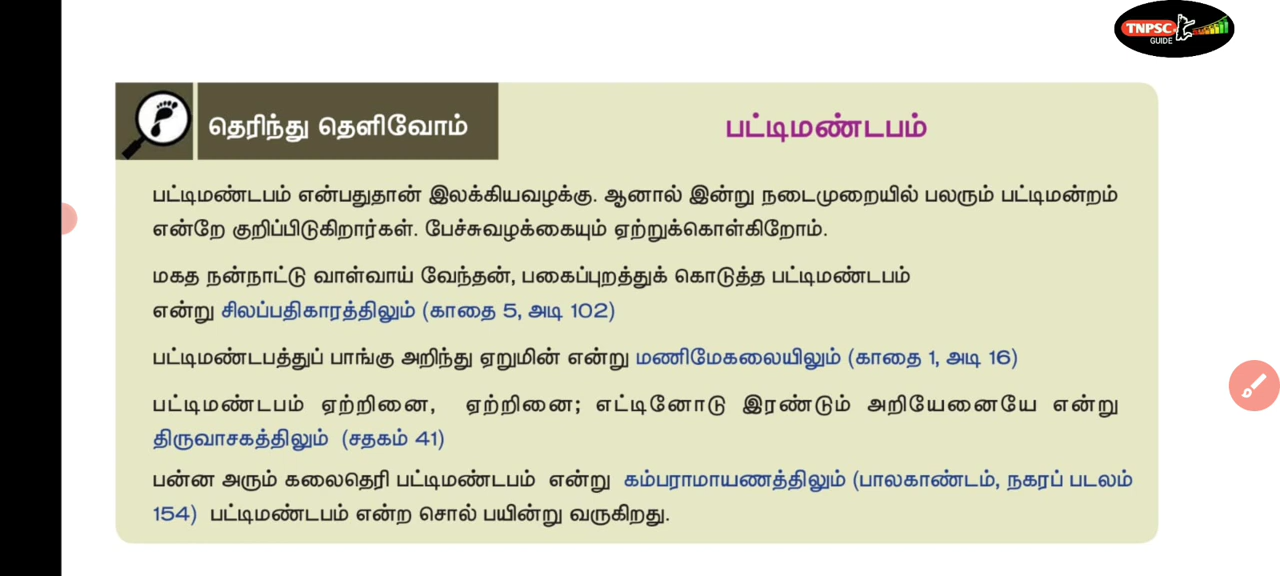 TNPSC
GUIDE
தெரிந்து தெளிவோம்
பட்டிமண்டபம்
பட்டிமண்டபம் என்பதுதான் இலக்கியவழக்கு. ஆனால் இன்று நடைமுறையில் பலரும் பட்டிமன்றம்
என்றே குறிப்பிடுகிறார்கள். பேச்சுவழக்கையும் ஏற்றுக்கொள்கிறோம்.
மகத நன்நாட்டு வாள்வாய் வேந்தன், பகைப்புறத்துக் கொடுத்த பட்டிமண்டபம்
என்று சிலப்பதிகாரத்திலும் (காதை 5, அடி 102)
பட்டிமண்டபத்துப் பாங்கு அறிந்து ஏறுமின் என்று மணிமேகலையிலும் (காதை 1, அடி 16)
பட்டிமண்டபம் ஏற்றினை, ஏற்றினை; எட்டினோடு இரண்டும் அறியேனையே என்று
திருவாசகத்திலும் (சதகம் 41)
பன்ன அரும் கலைதெரி பட்டிமண்டபம் என்று கம்பராமாயணத்திலும் (பாலகாண்டம், நகரப் படலம்
154) பட்டிமண்டபம் என்ற சொல் பயின்று வருகிறது.